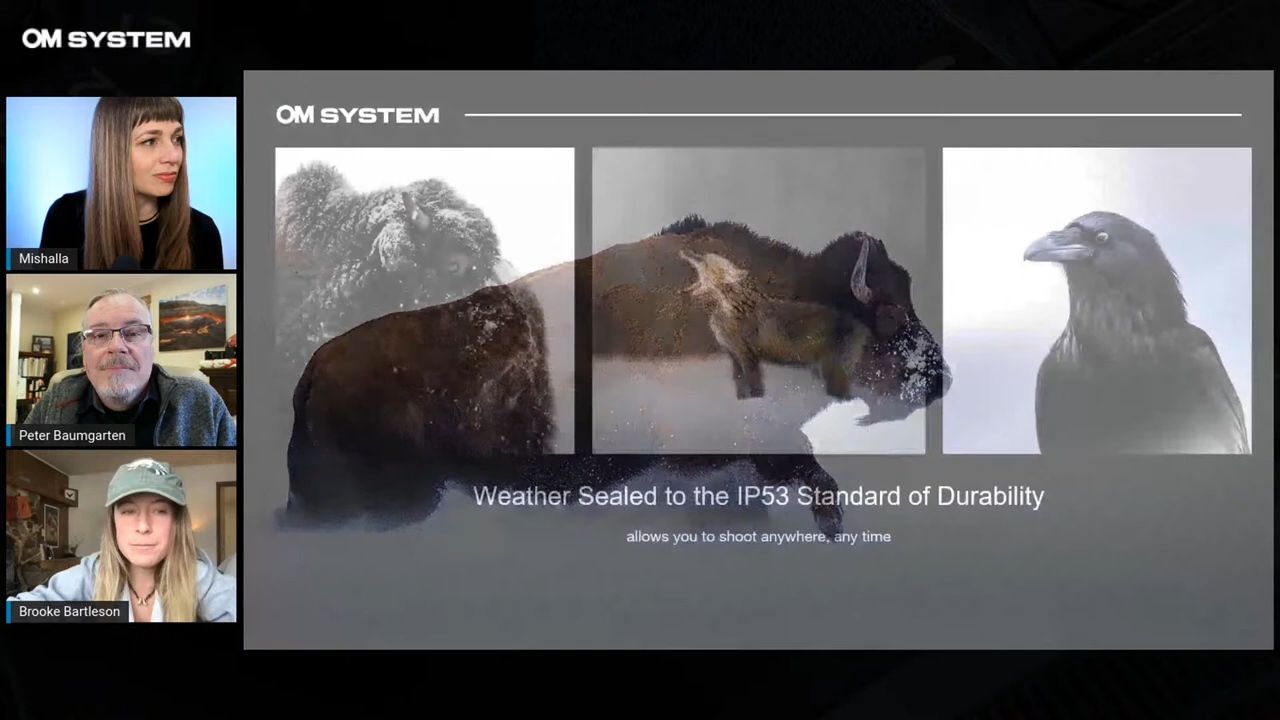 OM SYSTEM
Mishalla
Peter Baumgarten
Brooke Bartleson
OM SYSTEM
Weather Sealed to the IP53 Standard of Durability
allows you to shoot anywhere, any time